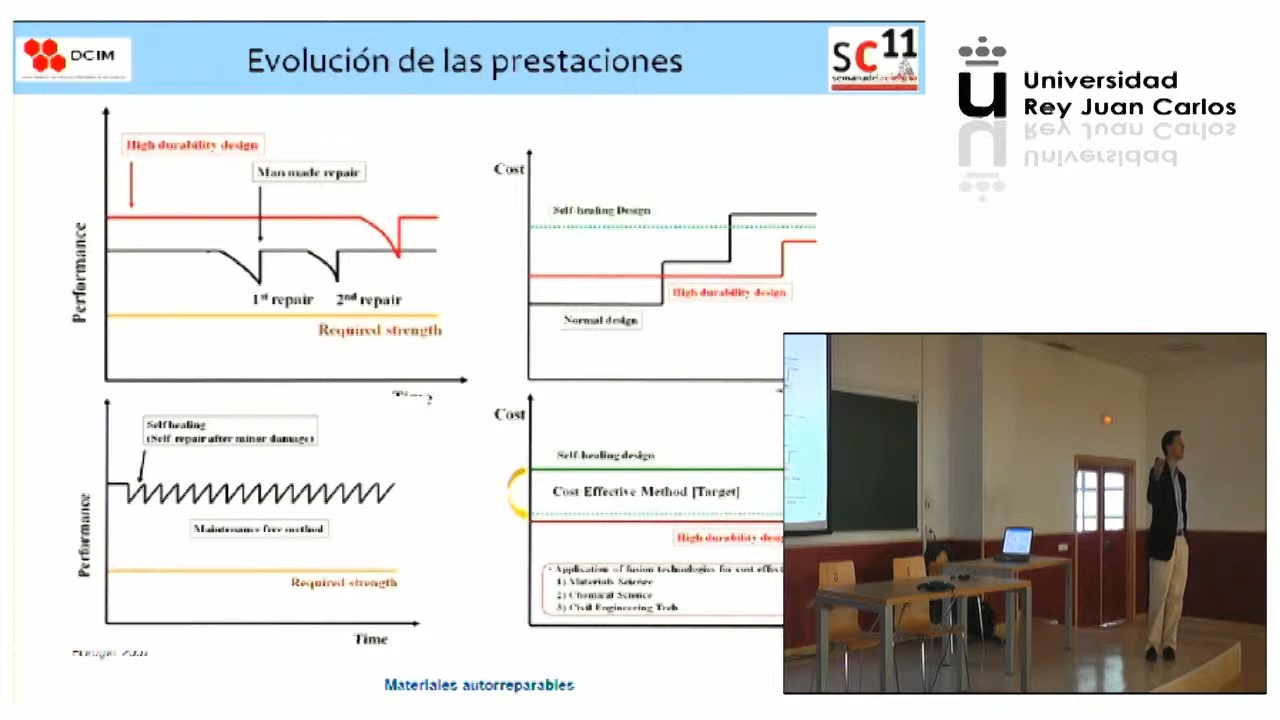 DCIM
Evolución de las prestaciones
SC11
semanadelaciencia
Universidad
Rey Juan Carlos
High durability design
Man made repair
Performance
1st repair
2nd repair
Required strength
Time
Cost
Self-healing Design
High durability design
Normal design
Self healing
(Self repair after minor damage)
Performance
Maintenance free method
Required strength
Time
Cost
Self-healing design
Cost Effective Method [Target]
High durability
- Application of fusion technologies for cost
1) Materials Science
2) Chemical Science
3) Civil Engineering Tech
Materiales autorreparables